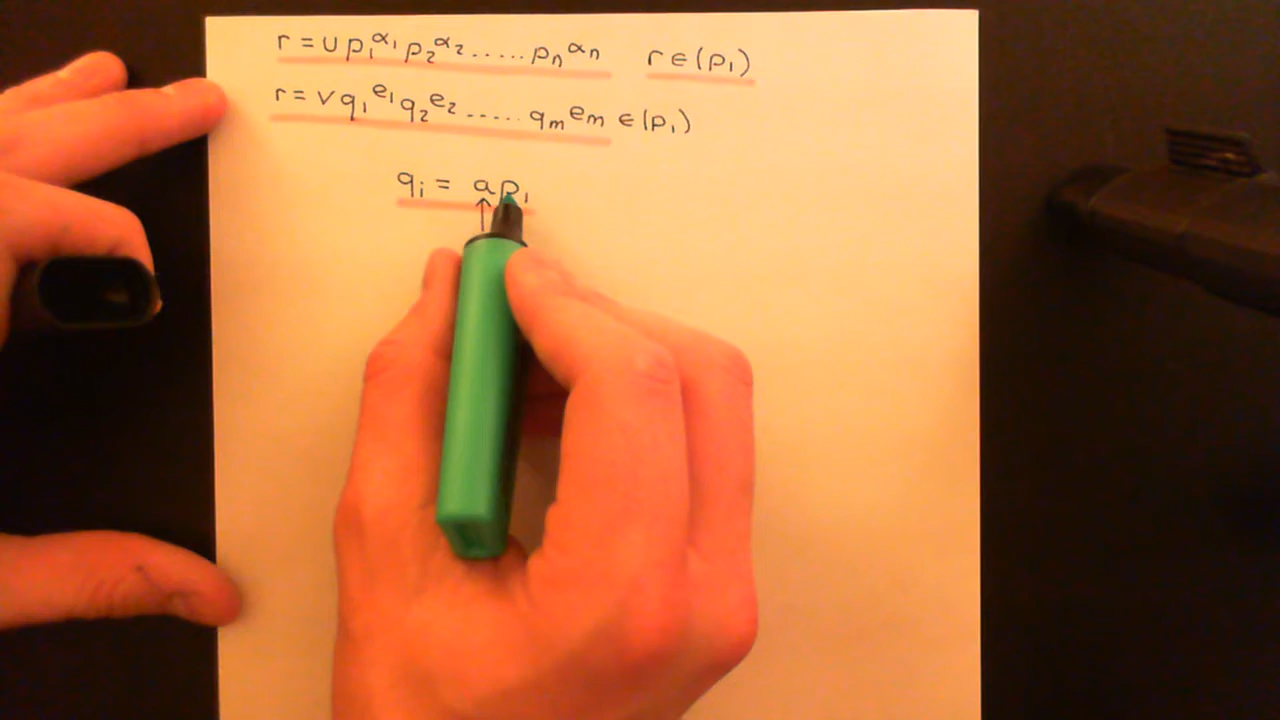 r = υ p₁^α₁ p₂^α₂ ..... pₙ^αₙ   r ∈ (p₁)
r = v q₁^e₁ q₂^e₂ ..... qₘ^eₘ ∈ (p₁)
qᵢ = a p₁
↑